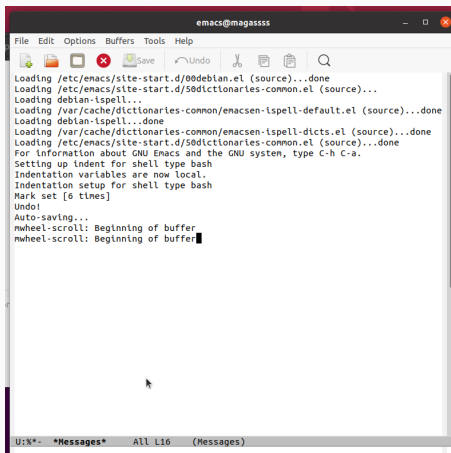 emacs@magassss
File Edit Options Buffers Tools Help
Save Undo
Loading /etc/emacs/site-start.d/00debian.el (source)...done
Loading /etc/emacs/site-start.d/50dictionaries-common.el (source)...
Loading debian-ispell...
Loading /var/cache/dictionaries-common/emacsen-ispell-default.el (source)...done
Loading debian-ispell...done
Loading /var/cache/dictionaries-common/emacsen-ispell-dicts.el (source)...done
Loading /etc/emacs/site-start.d/50dictionaries-common.el (source)...done
For information about GNU Emacs and the GNU system, type C-h C-a.
Setting up indent for shell type bash
Indentation variables are now local.
Indentation setup for shell type bash
Mark set [6 times]
Undo!
Auto-saving...
mwheel-scroll: Beginning of buffer
mwheel-scroll: Beginning of buffer
U:%*- *Messages* All L16 (Messages)